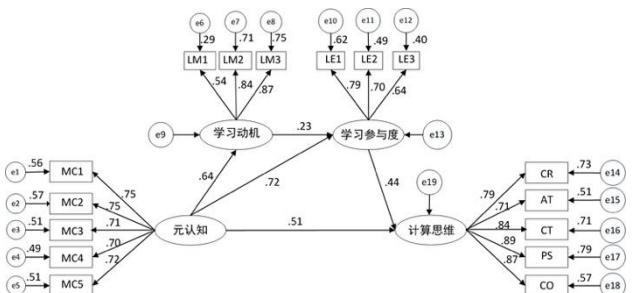 e6 e7 e8 e10 e11 e12
.29 .71 .75 .62 .49 .40
LM1 LM2 LM3 LE1 LE2 LE3
.54 .84 .87 .79 .70 .64
e9 学习动机 .23 学习参与度 e13
.64 .72 .44
e1 .56 MC1 .75
e2 .57 MC2 .75
e3 .51 MC3 .71
e4 .49 MC4 .70
e5 .51 MC5 .72
元认知 .51 计算思维
e19
.79 CR .73 e14
.71 AT .51 e15
.84 CT .71 e16
.89 PS .79 e17
.87 CO .57 e18